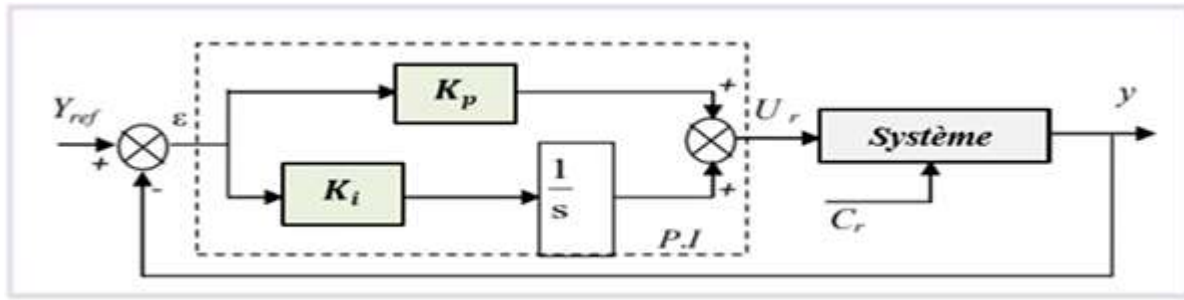 Y_ref
+
-
ε
K_p
K_i
1
s
+
+
P.I
U_r
Système
C_r
y